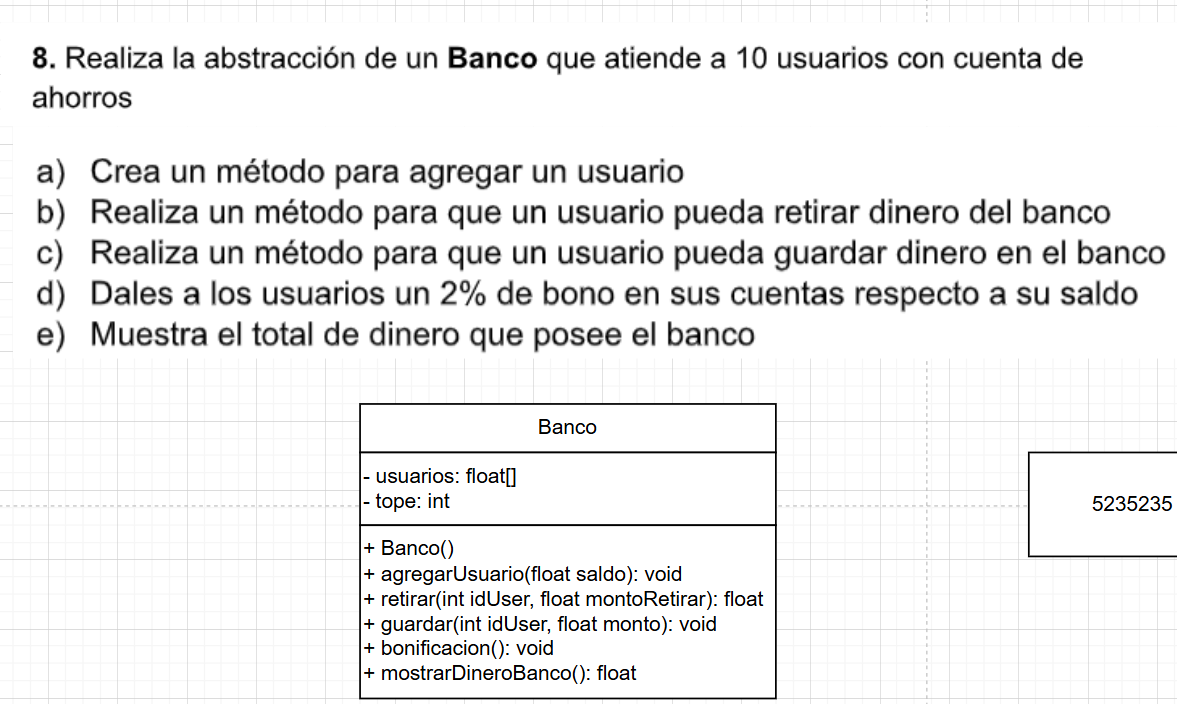 8. Realiza la abstracción de un Banco que atiende a 10 usuarios con cuenta de
ahorros
a) Crea un método para agregar un usuario
b) Realiza un método para que un usuario pueda retirar dinero del banco
c) Realiza un método para que un usuario pueda guardar dinero en el banco
d) Dales a los usuarios un 2% de bono en sus cuentas respecto a su saldo
e) Muestra el total de dinero que posee el banco
Banco
- usuarios: float[]
- tope: int
+ Banco()
+ agregarUsuario(float saldo): void
+ retirar(int idUser, float montoRetirar): float
+ guardar(int idUser, float monto): void
+ bonificacion(): void
+ mostrarDineroBanco(): float
5235235